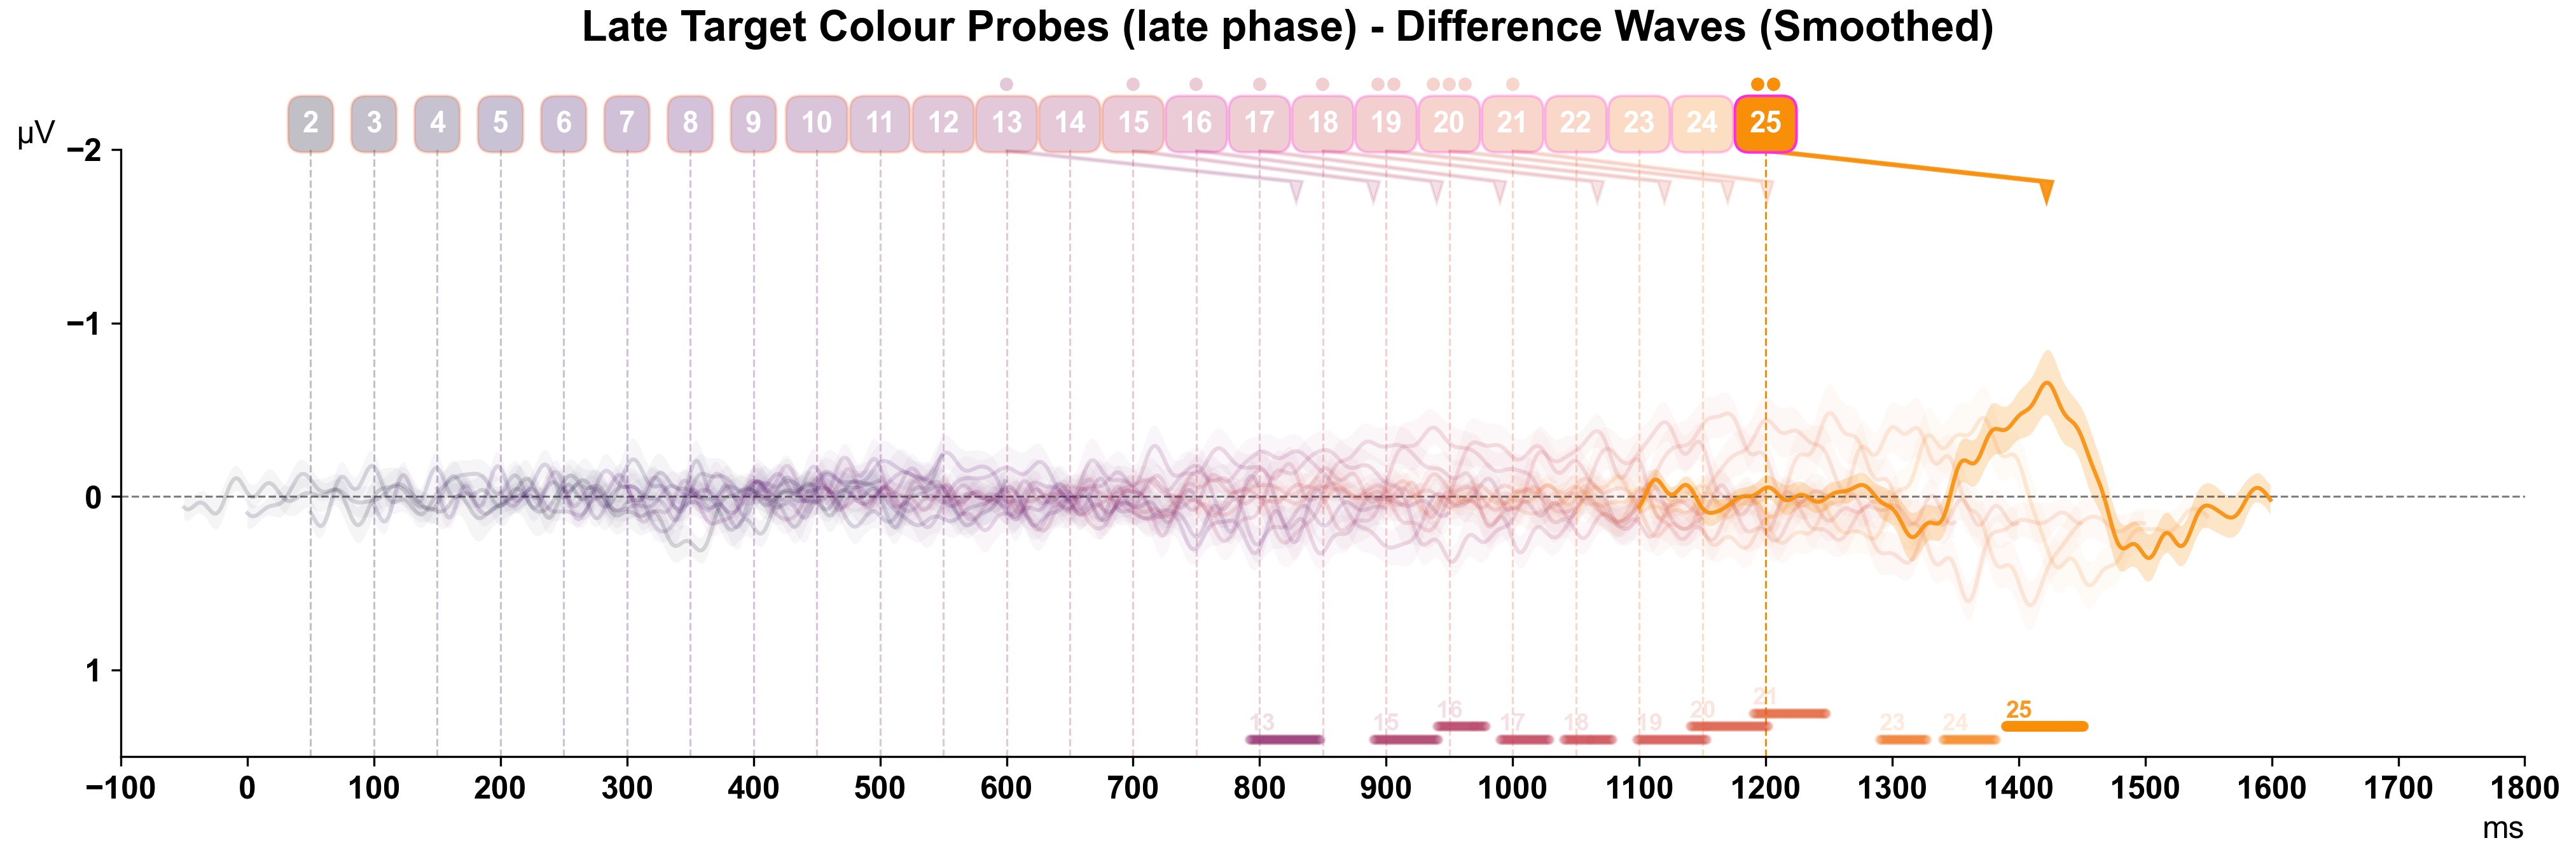 Late Target Colour Probes (late phase) - Difference Waves (Smoothed)
2 3 4 5 6 7 8 9 10 11 12 13 14 15 16 17 18 19 20 21 22 23 24 25
µV
−2
−1
0
1
13 15 16 17 18 19 20 21 23 24 25
−100 0 100 200 300 400 500 600 700 800 900 1000 1100 1200 1300 1400 1500 1600 1700 1800
ms